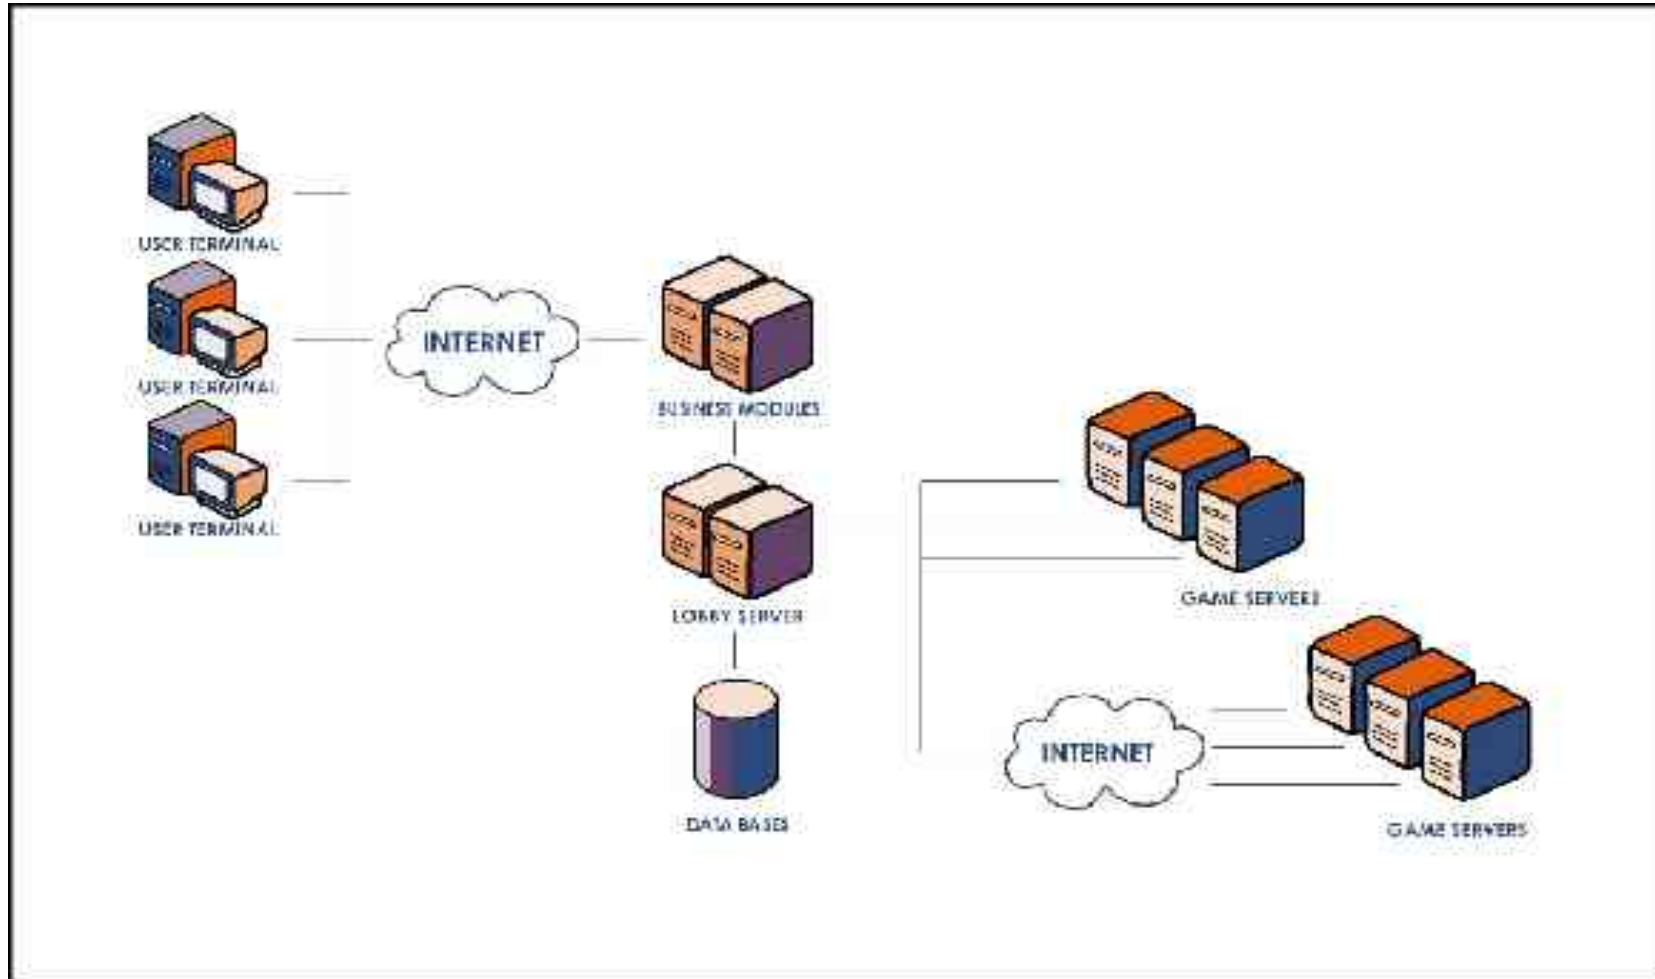 USER TERMINAL
USER TERMINAL
INTERNET
BUSINESS MODULES
USER TERMINAL
GAME SERVERS
LOBBY SERVER
INTERNET
DATA BASES
GAME SERVERS